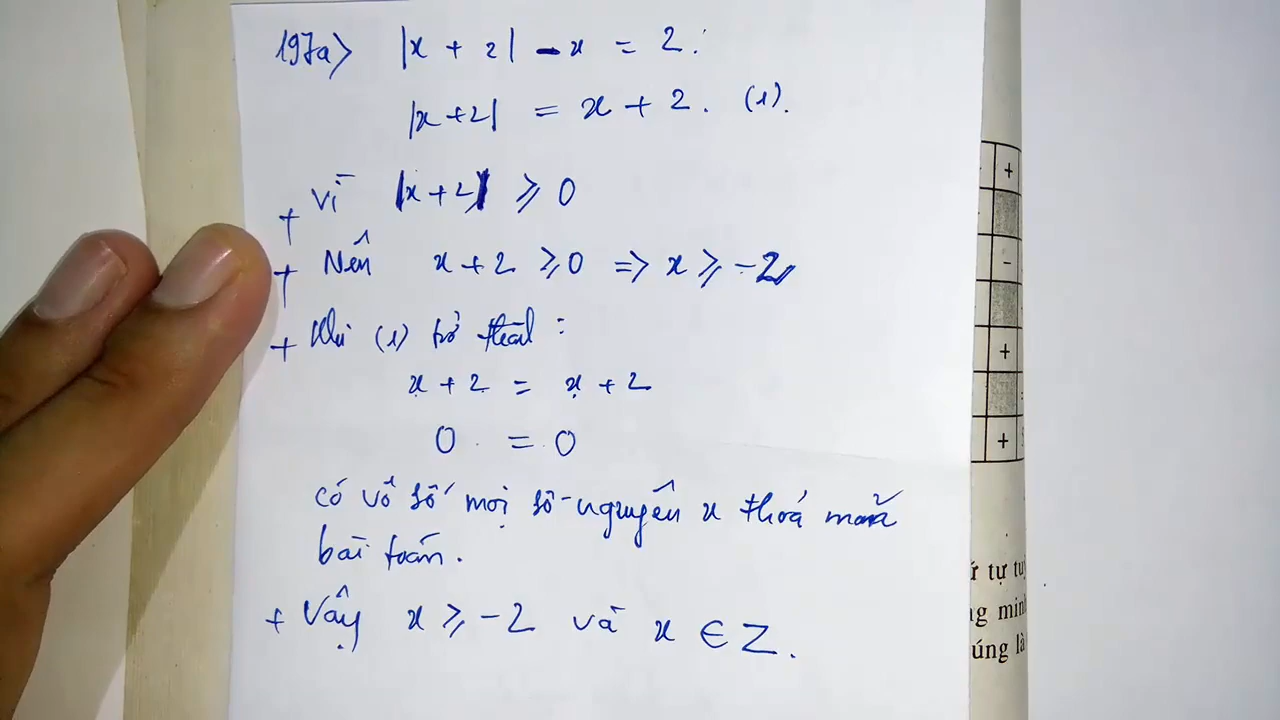 197a> |x + 2| - x = 2.
|x+2| = x + 2. (1).
+ Vì |x+2| ⩾ 0
+ Nên x + 2 ⩾ 0 => x ⩾ -2
+ Khi (1) trở thành :
x + 2 = x + 2
0 = 0
có vô số mọi số nguyên x thoả mãn
bài toán.
+ Vậy x ⩾ -2 và x ∈ Z.
+
-
+
+
ứ tự tu
ng minh
úng là